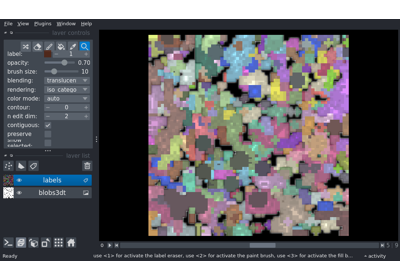 File View Plugins Window Help
layer controls
label: 1
opacity: 0.70
brush size: 10
blending: translucen
rendering: iso_catego
color mode: auto
contour: 0
n edit dim: 2
contiguous:
preserve
selected:
layer list
labels
blobs3dt
Ready
use <1> for activate the label eraser, use <2> for activate the paint brush, use <3> for activate the fill b...
activity